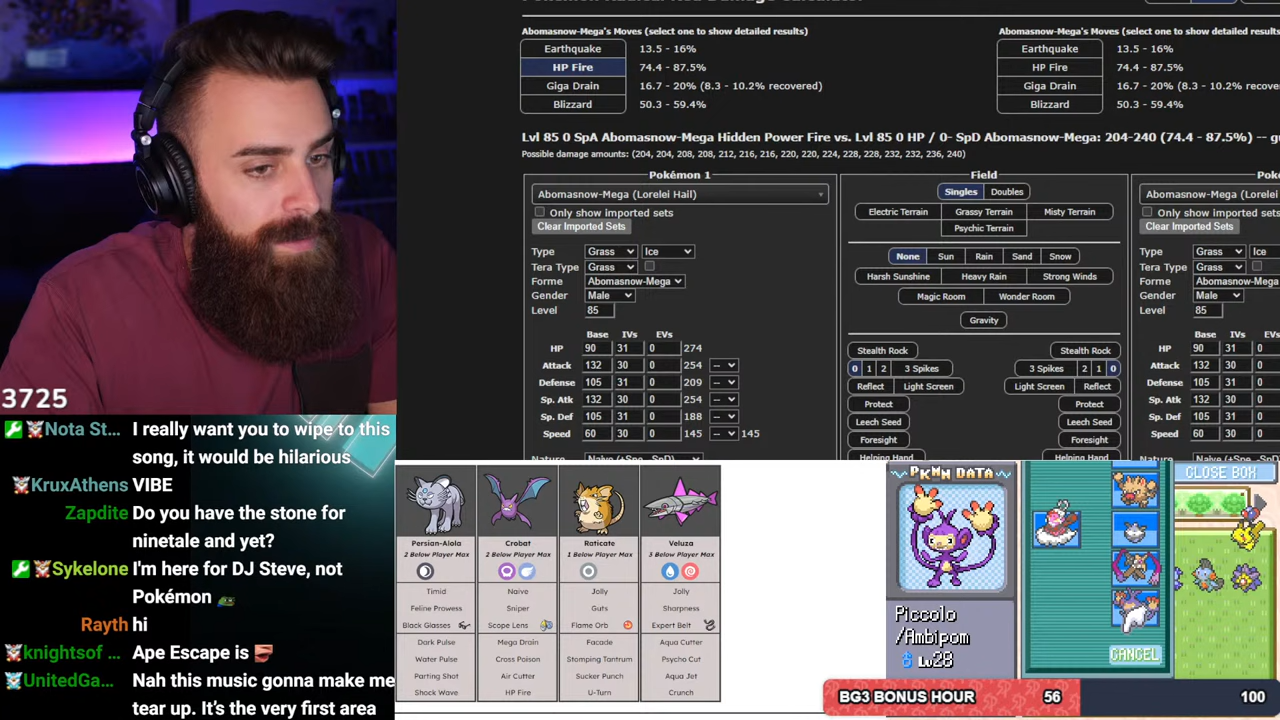 Abomasnow-Mega's Moves (select one to show detailed results)
Earthquake 13.5 - 16%
HP Fire 74.4 - 87.5%
Giga Drain 16.7 - 20% (8.3 - 10.2% recovered)
Blizzard 50.3 - 59.4%
Abomasnow-Mega's Moves (select one to show detailed results)
Earthquake 13.5 - 16%
HP Fire 74.4 - 87.5%
Giga Drain 16.7 - 20% (8.3 - 10.2%
Blizzard 50.3 - 59.4%
Lvl 85 0 SpA Abomasnow-Mega Hidden Power Fire vs. Lvl 85 0 HP / 0- SpD Abomasnow-Mega: 204-240 (74.4 - 87.5%) --
Possible damage amounts: (204, 204, 208, 208, 212, 216, 216, 220, 220, 224, 228, 228, 232, 232, 236, 240)
Pokémon 1
Abomasnow-Mega (Lorelei Hail)
Only show imported sets
Clear Imported Sets
Type Grass Ice
Tera Type Grass
Forme Abomasnow-Mega
Gender Male
Level 85
Base IVs EVs
HP 90 31 0 274
Attack 132 30 0 254 --
Defense 105 31 0 209 --
Sp. Atk 132 30 0 254 --
Sp. Def 105 31 0 188 --
Speed 60 30 0 145 -- 145
Field
Singles Doubles
Electric Terrain Grassy Terrain Misty Terrain
Psychic Terrain
None Sun Rain Sand Snow
Harsh Sunshine Heavy Rain Strong Winds
Magic Room Wonder Room
Gravity
Stealth Rock Stealth Rock
0 1 2 3 Spikes 3 Spikes 2 1 0
Reflect Light Screen Light Screen Reflect
Protect Protect
Leech Seed Leech Seed
Foresight Foresight
Helping Hand Helping Hand
Abomasnow-Mega (Lorelei Hail)
Only show imported sets
Clear Imported Sets
Type Grass Ice
Tera Type Grass
Forme Abomasnow-Mega
Gender Male
Level 85
Base IVs EVs
HP 90 31 0
Attack 132 30 0
Defense 105 31 0
Sp. Atk 132 30 0
Sp. Def 105 31 0
Speed 60 30 0
3725
Nota St... I really want you to wipe to this
song, it would be hilarious
KruxAthens VIBE
Zapdite Do you have the stone for
ninetale and yet?
Sykelone I'm here for DJ Steve, not
Pokémon
Rayth hi
knightsof ... Ape Escape is
UnitedGa... Nah this music gonna make me
tear up. It's the very first area
Persian-Alola
2 Below Player Max
Timid
Feline Prowess
Black Glasses
Dark Pulse
Water Pulse
Parting Shot
Shock Wave
Crobat
2 Below Player Max
Naive
Sniper
Scope Lens
Mega Drain
Cross Poison
Air Cutter
HP Fire
Raticate
1 Below Player Max
Jolly
Guts
Flame Orb
Facade
Stomping Tantrum
Sucker Punch
U-Turn
Veluza
3 Below Player Max
Jolly
Sharpness
Expert Belt
Aqua Cutter
Psycho Cut
Aqua Jet
Crunch
PKMN DATA
Piccolo
/Ambipom
♂ Lv28
CANCEL
CLOSE BOX
BG3 BONUS HOUR 56 100